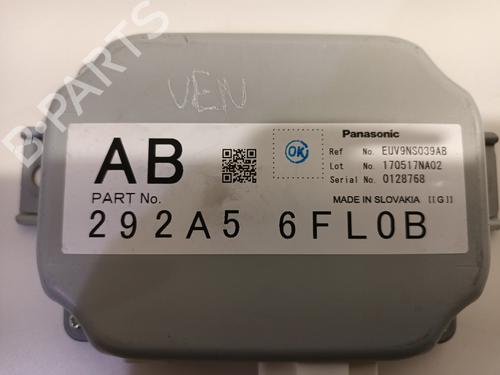 B-PARTS
VEN
AB
OK
Panasonic
Ref No. EUV9NS039AB
Lot No. 170517NA02
Serial No. 0128768
PART No.
MADE IN SLOVAKIA [[G]]
292A5 6FL0B